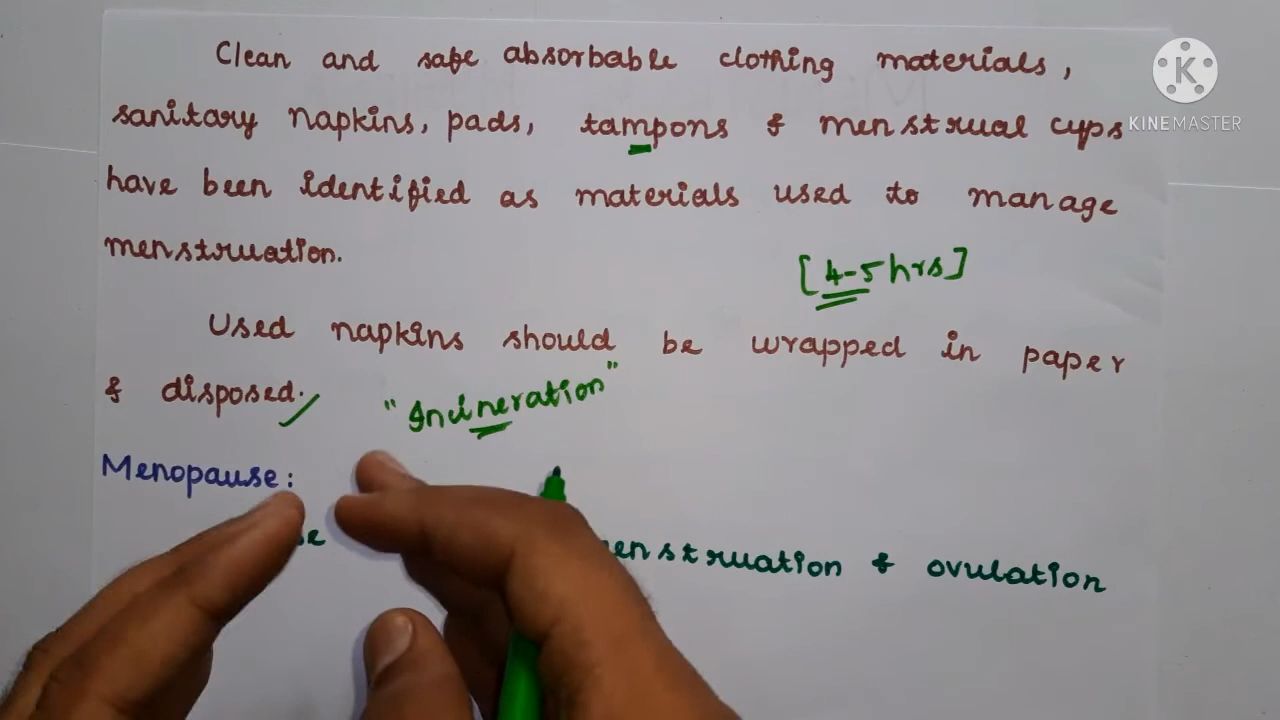 Clean and safe absorbable clothing materials,
sanitary napkins, pads, tampons & menstrual cups
have been identified as materials used to manage
menstruation.
[4-5 hrs]
Used napkins should be wrapped in paper
& disposed.
"Incineration"
Menopause:
menstruation & ovulation
K
KINEMASTER